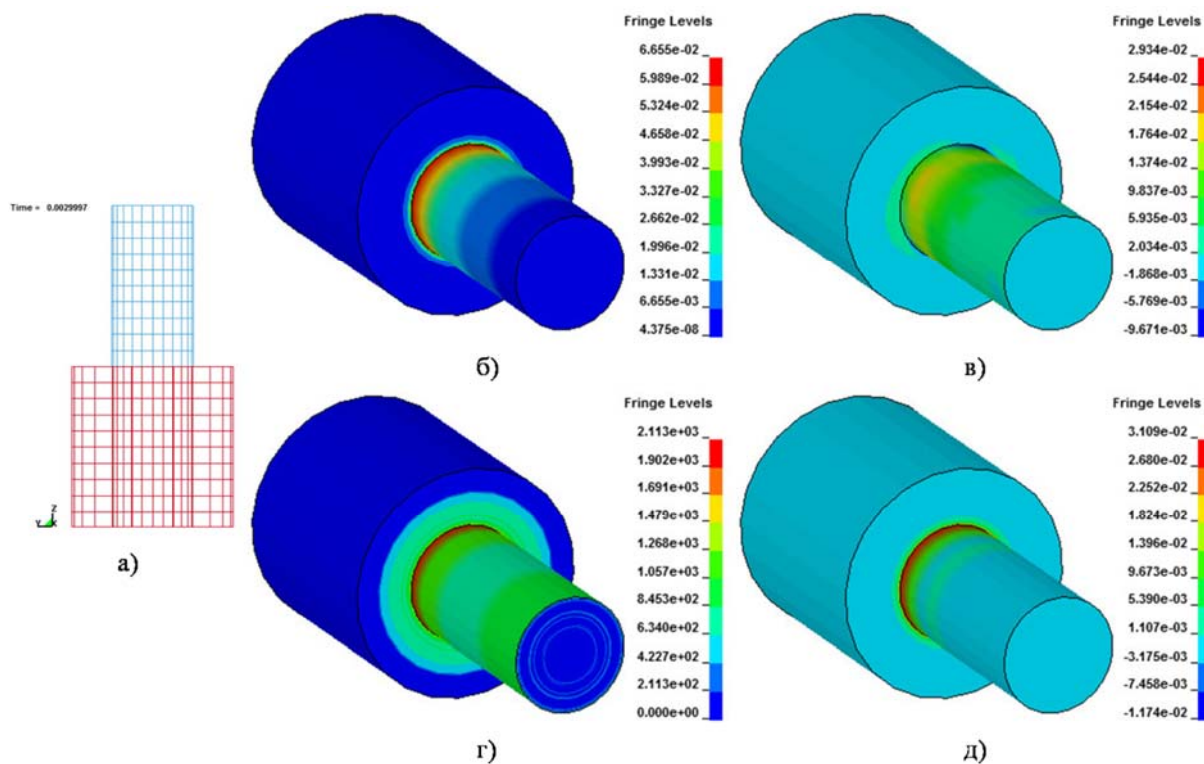 Time = 0.0029997
Z
Y X
а)
Fringe Levels
6.655e-02
5.989e-02
5.324e-02
4.658e-02
3.993e-02
3.327e-02
2.662e-02
1.996e-02
1.331e-02
6.655e-03
4.375e-08
б)
Fringe Levels
2.934e-02
2.544e-02
2.154e-02
1.764e-02
1.374e-02
9.837e-03
5.935e-03
2.034e-03
-1.868e-03
-5.769e-03
-9.671e-03
в)
Fringe Levels
2.113e+03
1.902e+03
1.691e+03
1.479e+03
1.268e+03
1.057e+03
8.453e+02
6.340e+02
4.227e+02
2.113e+02
0.000e+00
г)
Fringe Levels
3.109e-02
2.680e-02
2.252e-02
1.824e-02
1.396e-02
9.673e-03
5.390e-03
1.107e-03
-3.175e-03
-7.458e-03
-1.174e-02
д)